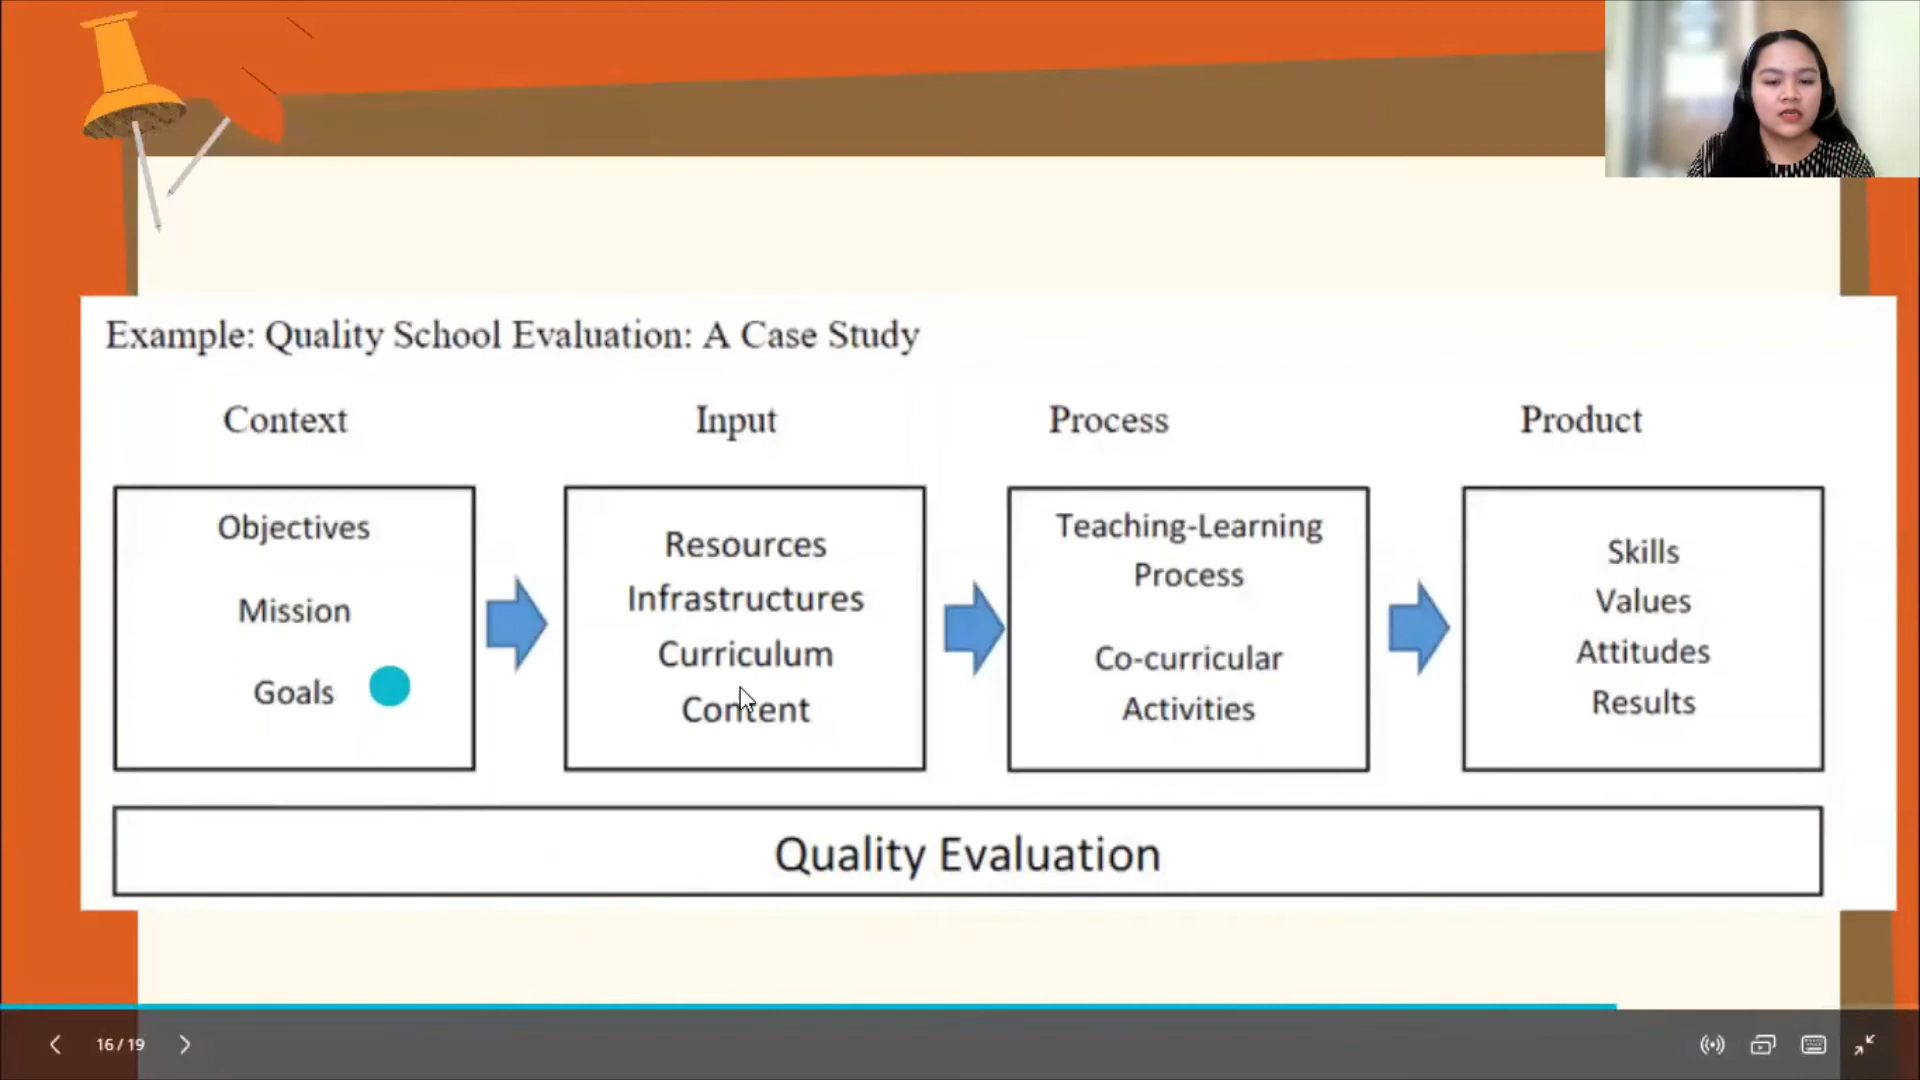 Example: Quality School Evaluation: A Case Study
Context
Input
Process
Product
Objectives
Mission
Goals
Resources
Infrastructures
Curriculum
Content
Teaching-Learning
Process
Co-curricular
Activities
Skills
Values
Attitudes
Results
Quality Evaluation
16 / 19